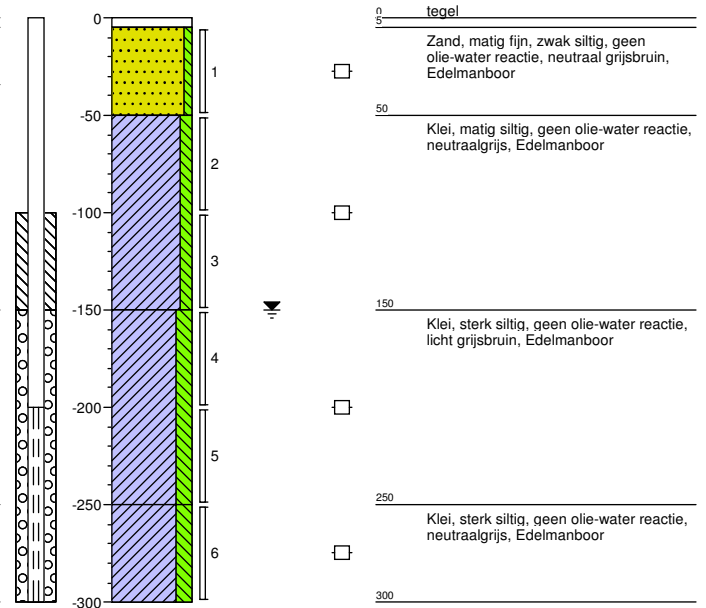 0
-50
-100
-150
-200
-250
-300
1
2
3
4
5
6
0
tegel
5
Zand, matig fijn, zwak siltig, geen
olie-water reactie, neutraal grijsbruin,
Edelmanboor
50
Klei, matig siltig, geen olie-water reactie,
neutraalgrijs, Edelmanboor
150
Klei, sterk siltig, geen olie-water reactie,
licht grijsbruin, Edelmanboor
250
Klei, sterk siltig, geen olie-water reactie,
neutraalgrijs, Edelmanboor
300